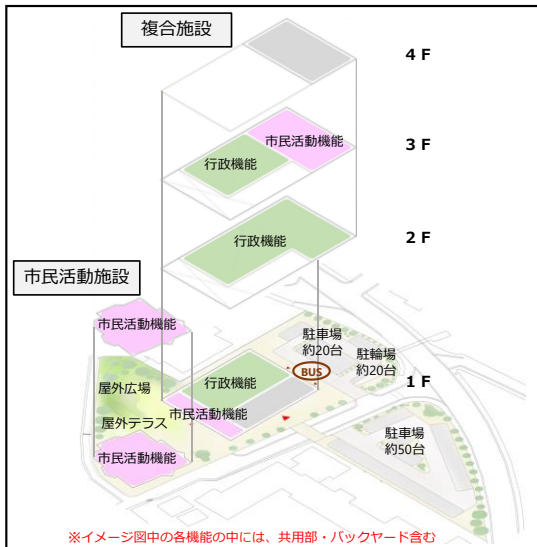 複合施設
4 F
市民活動機能
3 F
行政機能
行政機能
2 F
市民活動施設
市民活動機能
駐車場
約20台
駐輪場
約20台
BUS
1 F
行政機能
屋外広場
市民活動機能
屋外テラス
駐車場
約50台
市民活動機能
※イメージ図中の各機能の中には、共用部・バックヤード含む